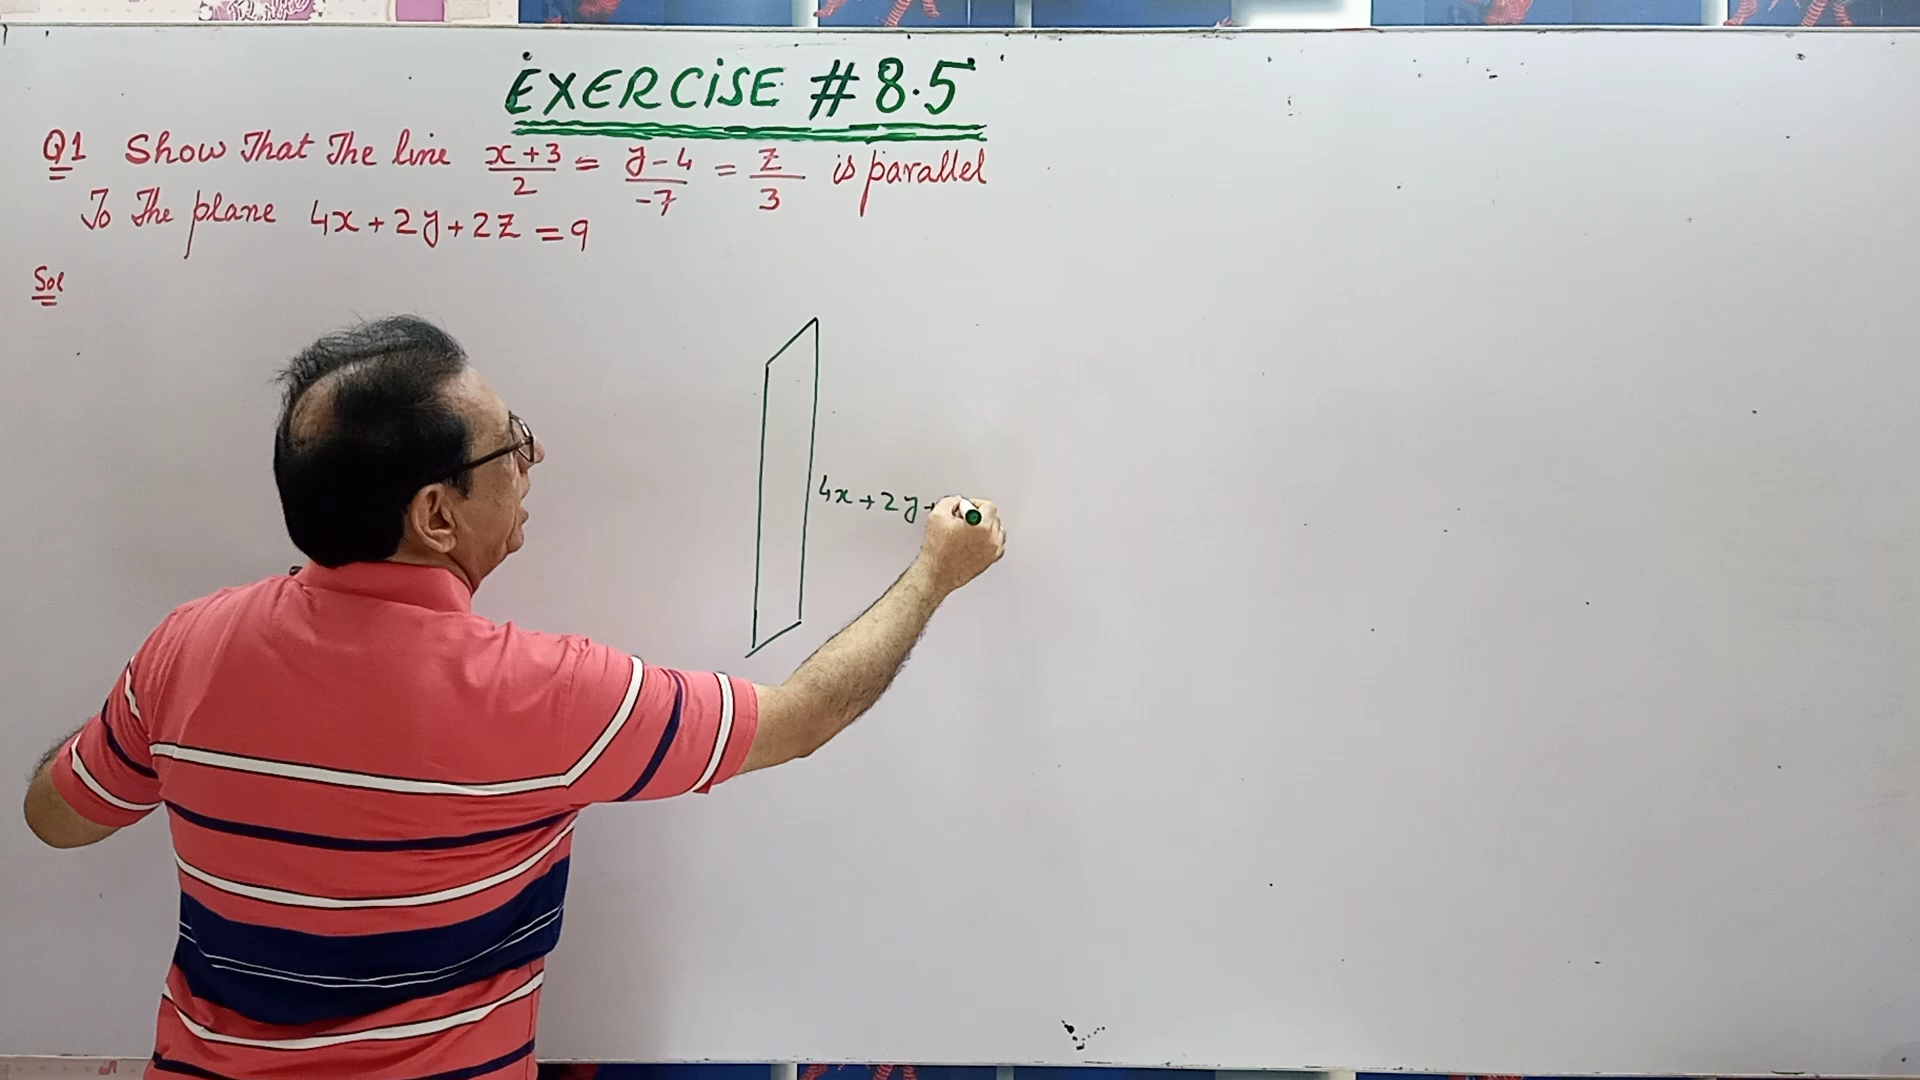 EXERCISE # 8.5
Q1 Show That The line x+3/2 = y-4/-7 = z/3 is parallel
To The plane 4x+2y+2z=9
Sol
4x+2y+